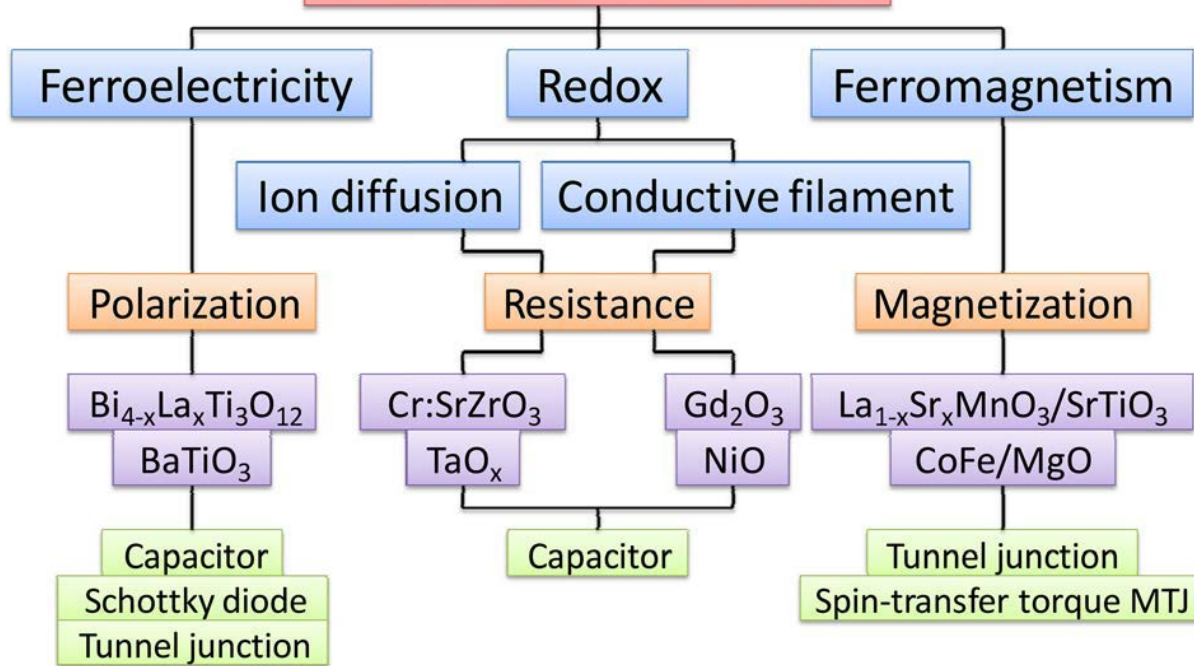 Ferroelectricity
Redox
Ferromagnetism
Ion diffusion
Conductive filament
Polarization
Resistance
Magnetization
Bi₄₋ₓLaₓTi₃O₁₂
Cr:SrZrO₃
Gd₂O₃
La₁₋ₓSrₓMnO₃/SrTiO₃
BaTiO₃
TaOₓ
NiO
CoFe/MgO
Capacitor
Capacitor
Tunnel junction
Schottky diode
Spin-transfer torque MTJ
Tunnel junction